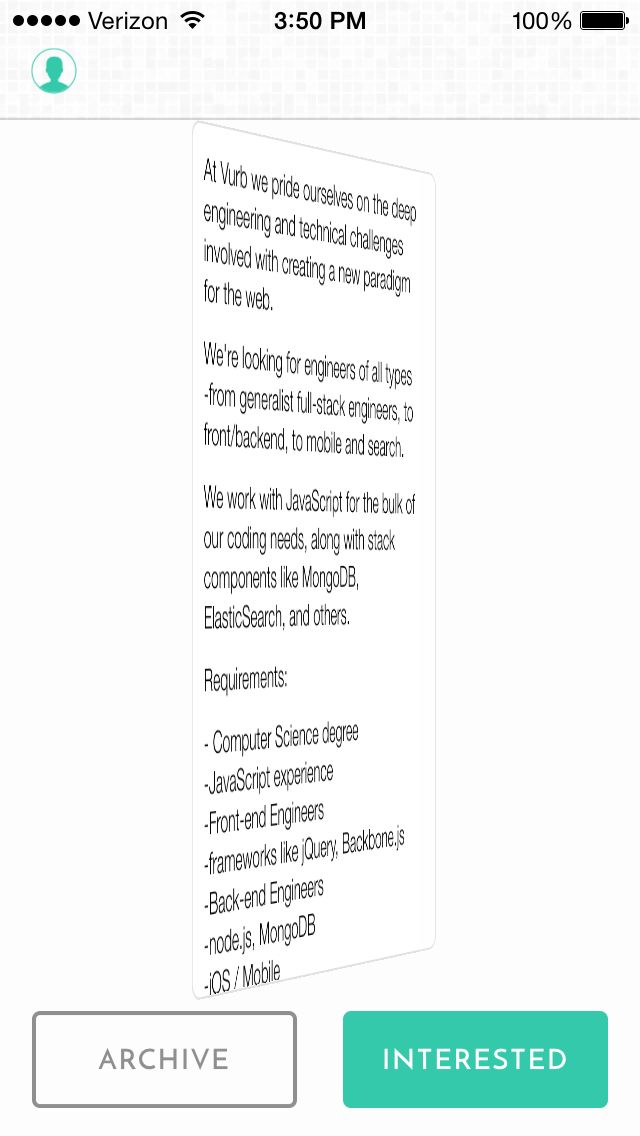 Verizon 3:50 PM 100%
At Vurb we pride ourselves on the deep
engineering and technical challenges
involved with creating a new paradigm
for the web.
We're looking for engineers of all types
-from generalist full-stack engineers, to
front/backend, to mobile and search.
We work with JavaScript for the bulk of
our coding needs, along with stack
components like MongoDB,
ElasticSearch, and others.
Requirements:
- Computer Science degree
-JavaScript experience
-Front-end Engineers
-frameworks like jQuery, Backbone.js
-Back-end Engineers
-node.js, MongoDB
-iOS / Mobile
ARCHIVE INTERESTED